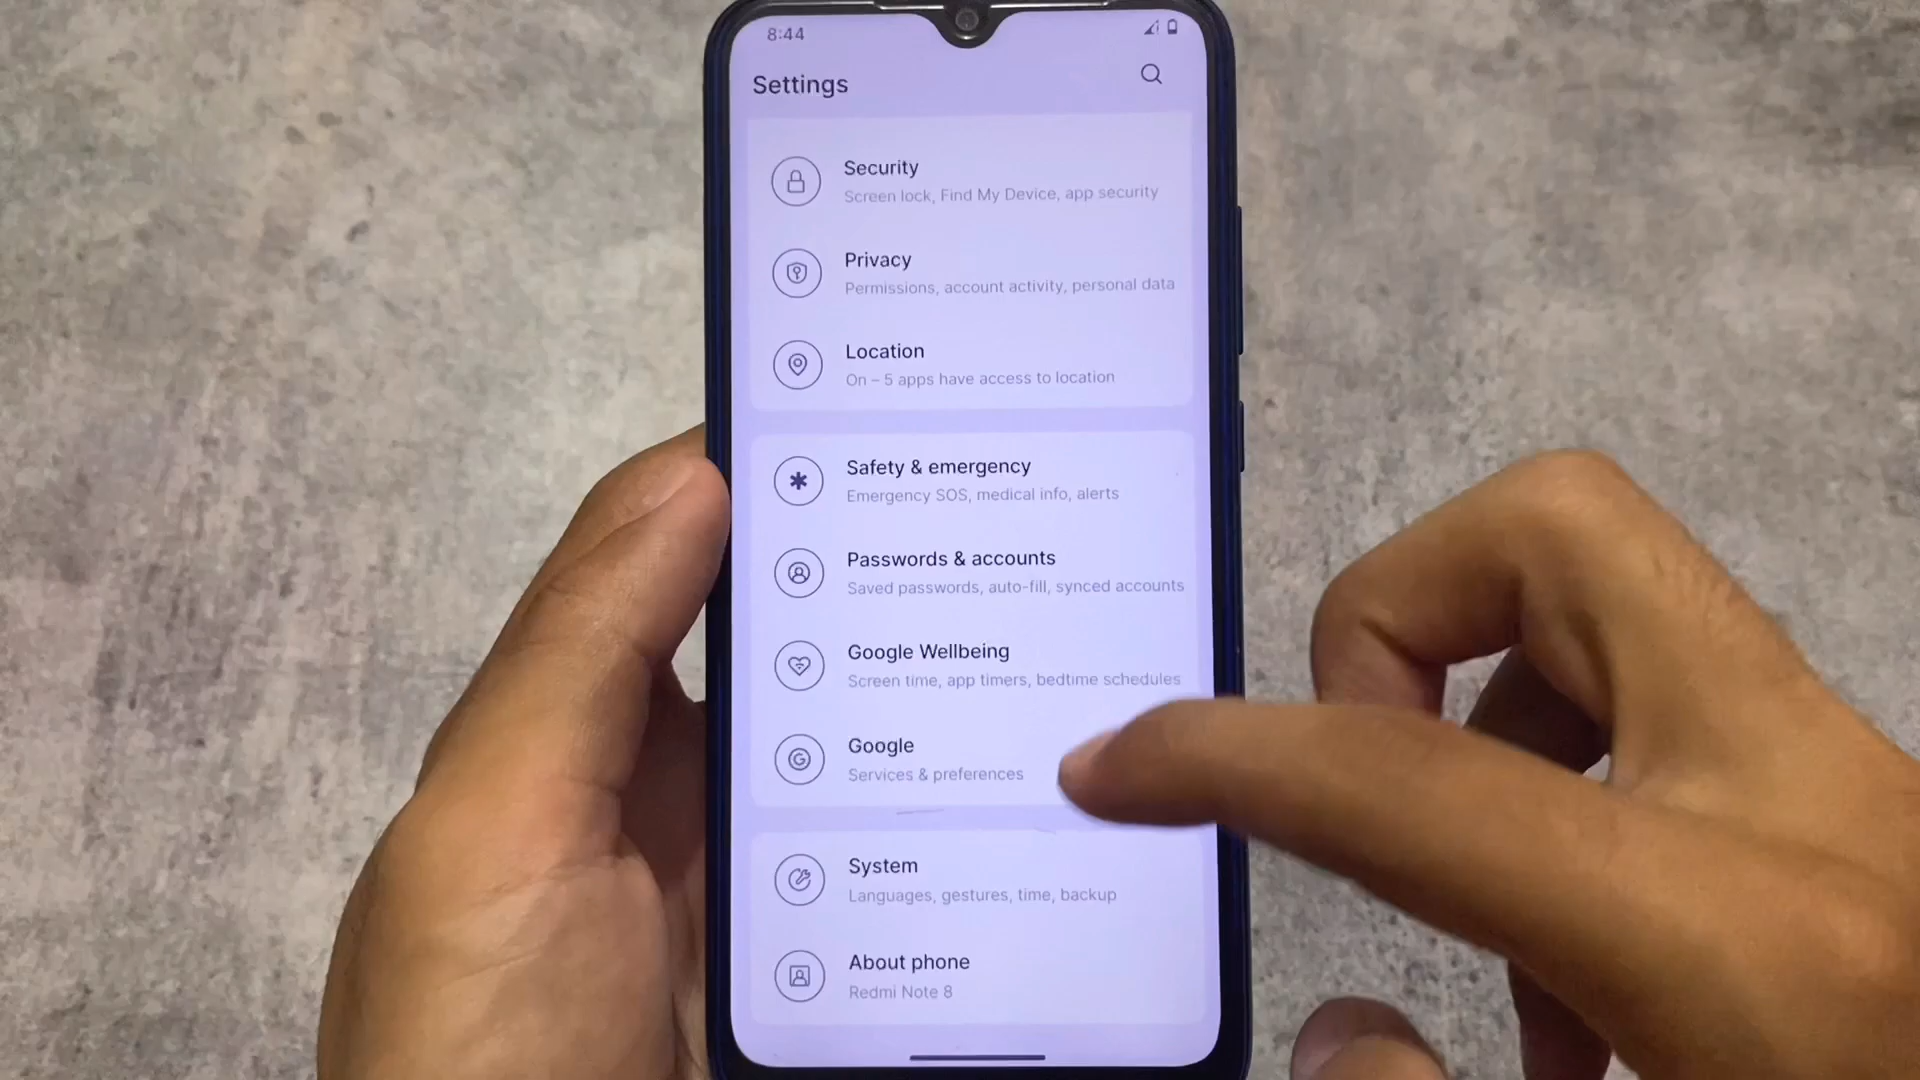 8:44
Settings
Security
Screen lock, Find My Device, app security
Privacy
Permissions, account activity, personal data
Location
On – 5 apps have access to location
Safety & emergency
Emergency SOS, medical info, alerts
Passwords & accounts
Saved passwords, auto-fill, synced accounts
Google Wellbeing
Screen time, app timers, bedtime schedules
Google
Services & preferences
System
Languages, gestures, time, backup
About phone
Redmi Note 8